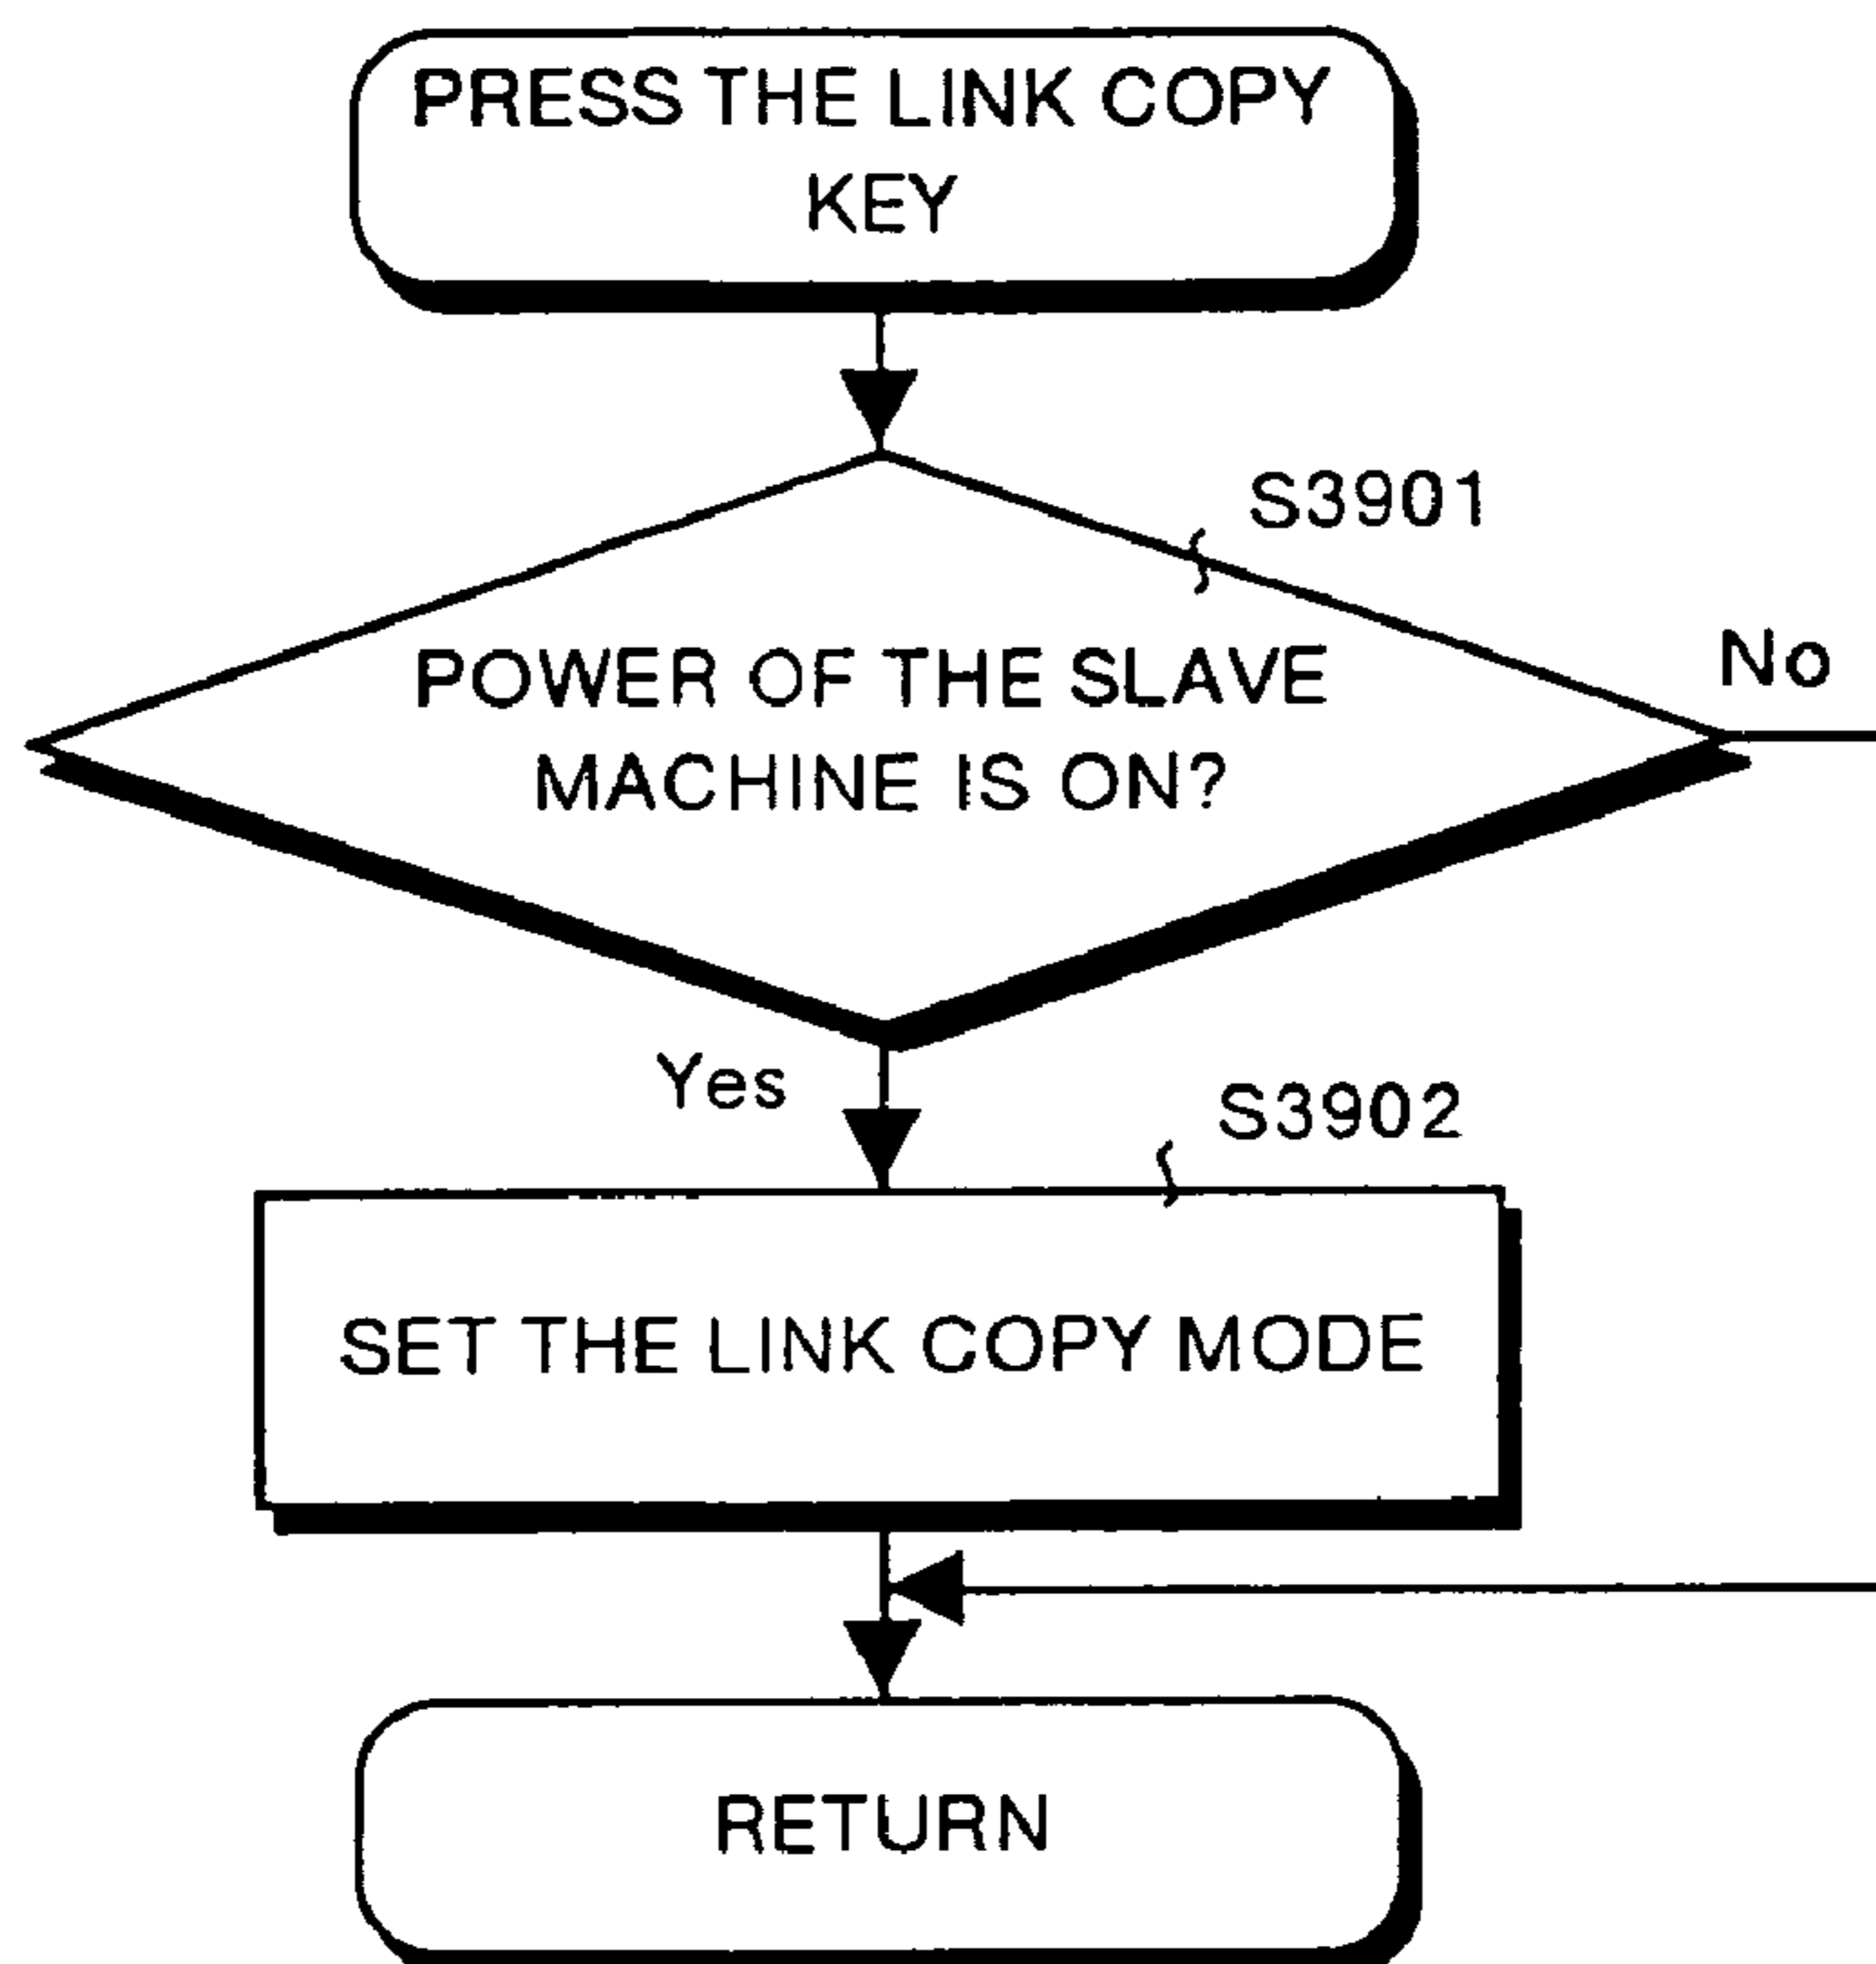 PRESS THE LINK COPY
KEY
S3901
POWER OF THE SLAVE
MACHINE IS ON?
No
Yes
S3902
SET THE LINK COPY MODE
RETURN